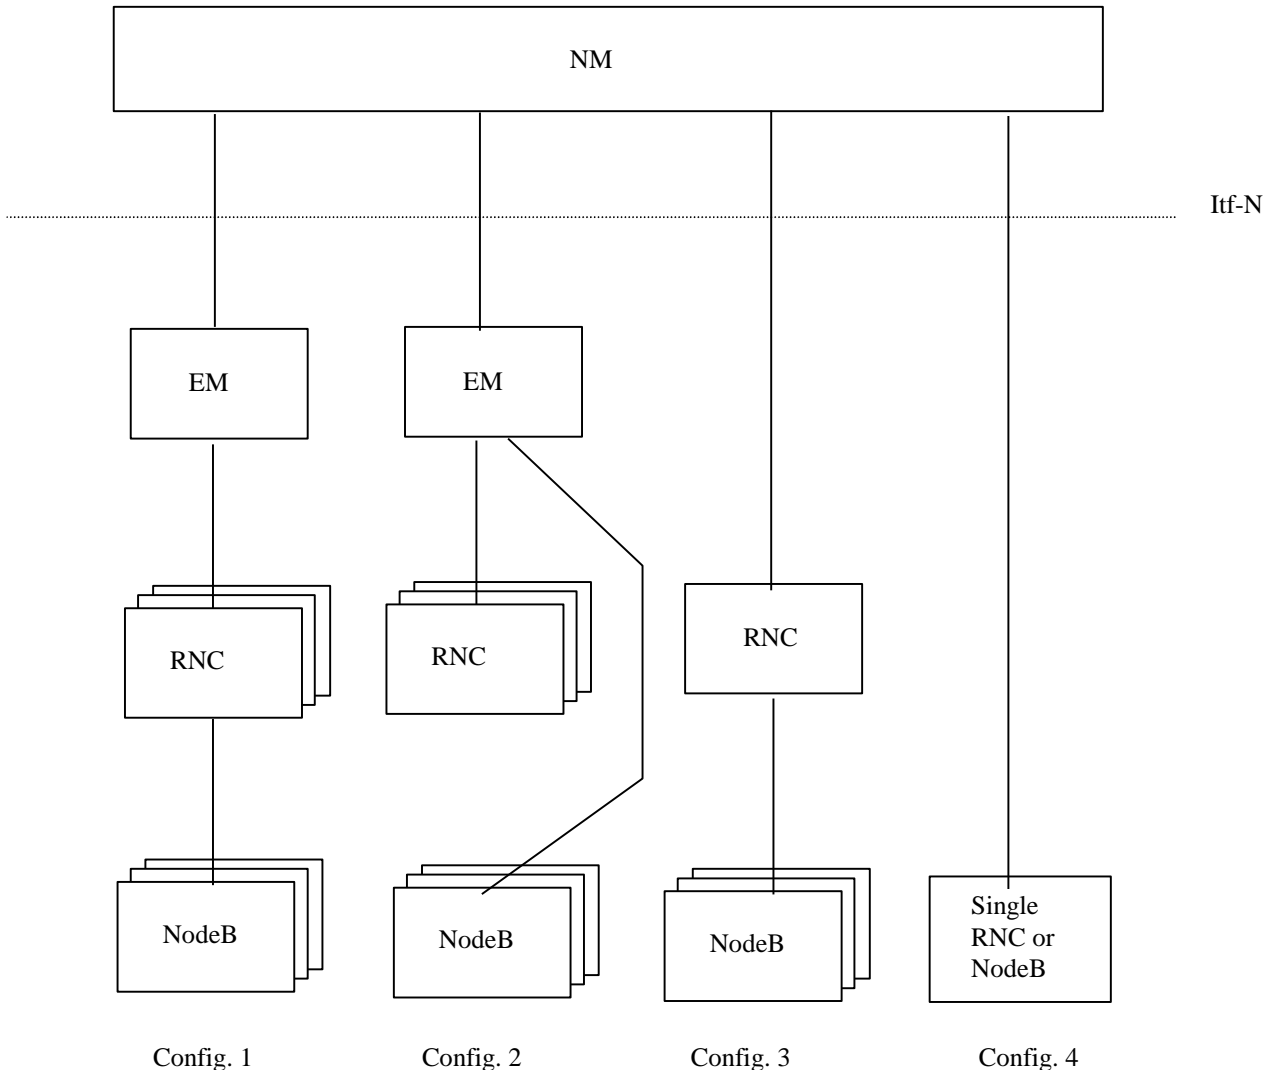 NM
Itf-N
EM
EM
RNC
RNC
RNC
NodeB
NodeB
NodeB
Single
RNC or
NodeB
Config. 1
Config. 2
Config. 3
Config. 4